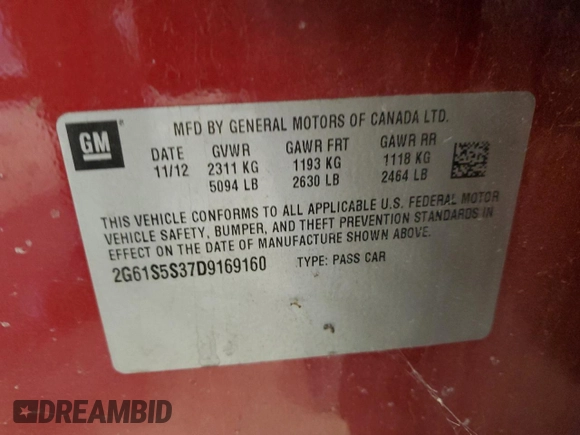 GM
MFD BY GENERAL MOTORS OF CANADA LTD.
DATE GVWR GAWR FRT GAWR RR
11/12 2311 KG 1193 KG 1118 KG
5094 LB 2630 LB 2464 LB
THIS VEHICLE CONFORMS TO ALL APPLICABLE U.S. FEDERAL MOTOR
VEHICLE SAFETY, BUMPER, AND THEFT PREVENTION STANDARDS IN
EFFECT ON THE DATE OF MANUFACTURE SHOWN ABOVE.
2G61S5S37D9169160 TYPE: PASS CAR
DREAMBID